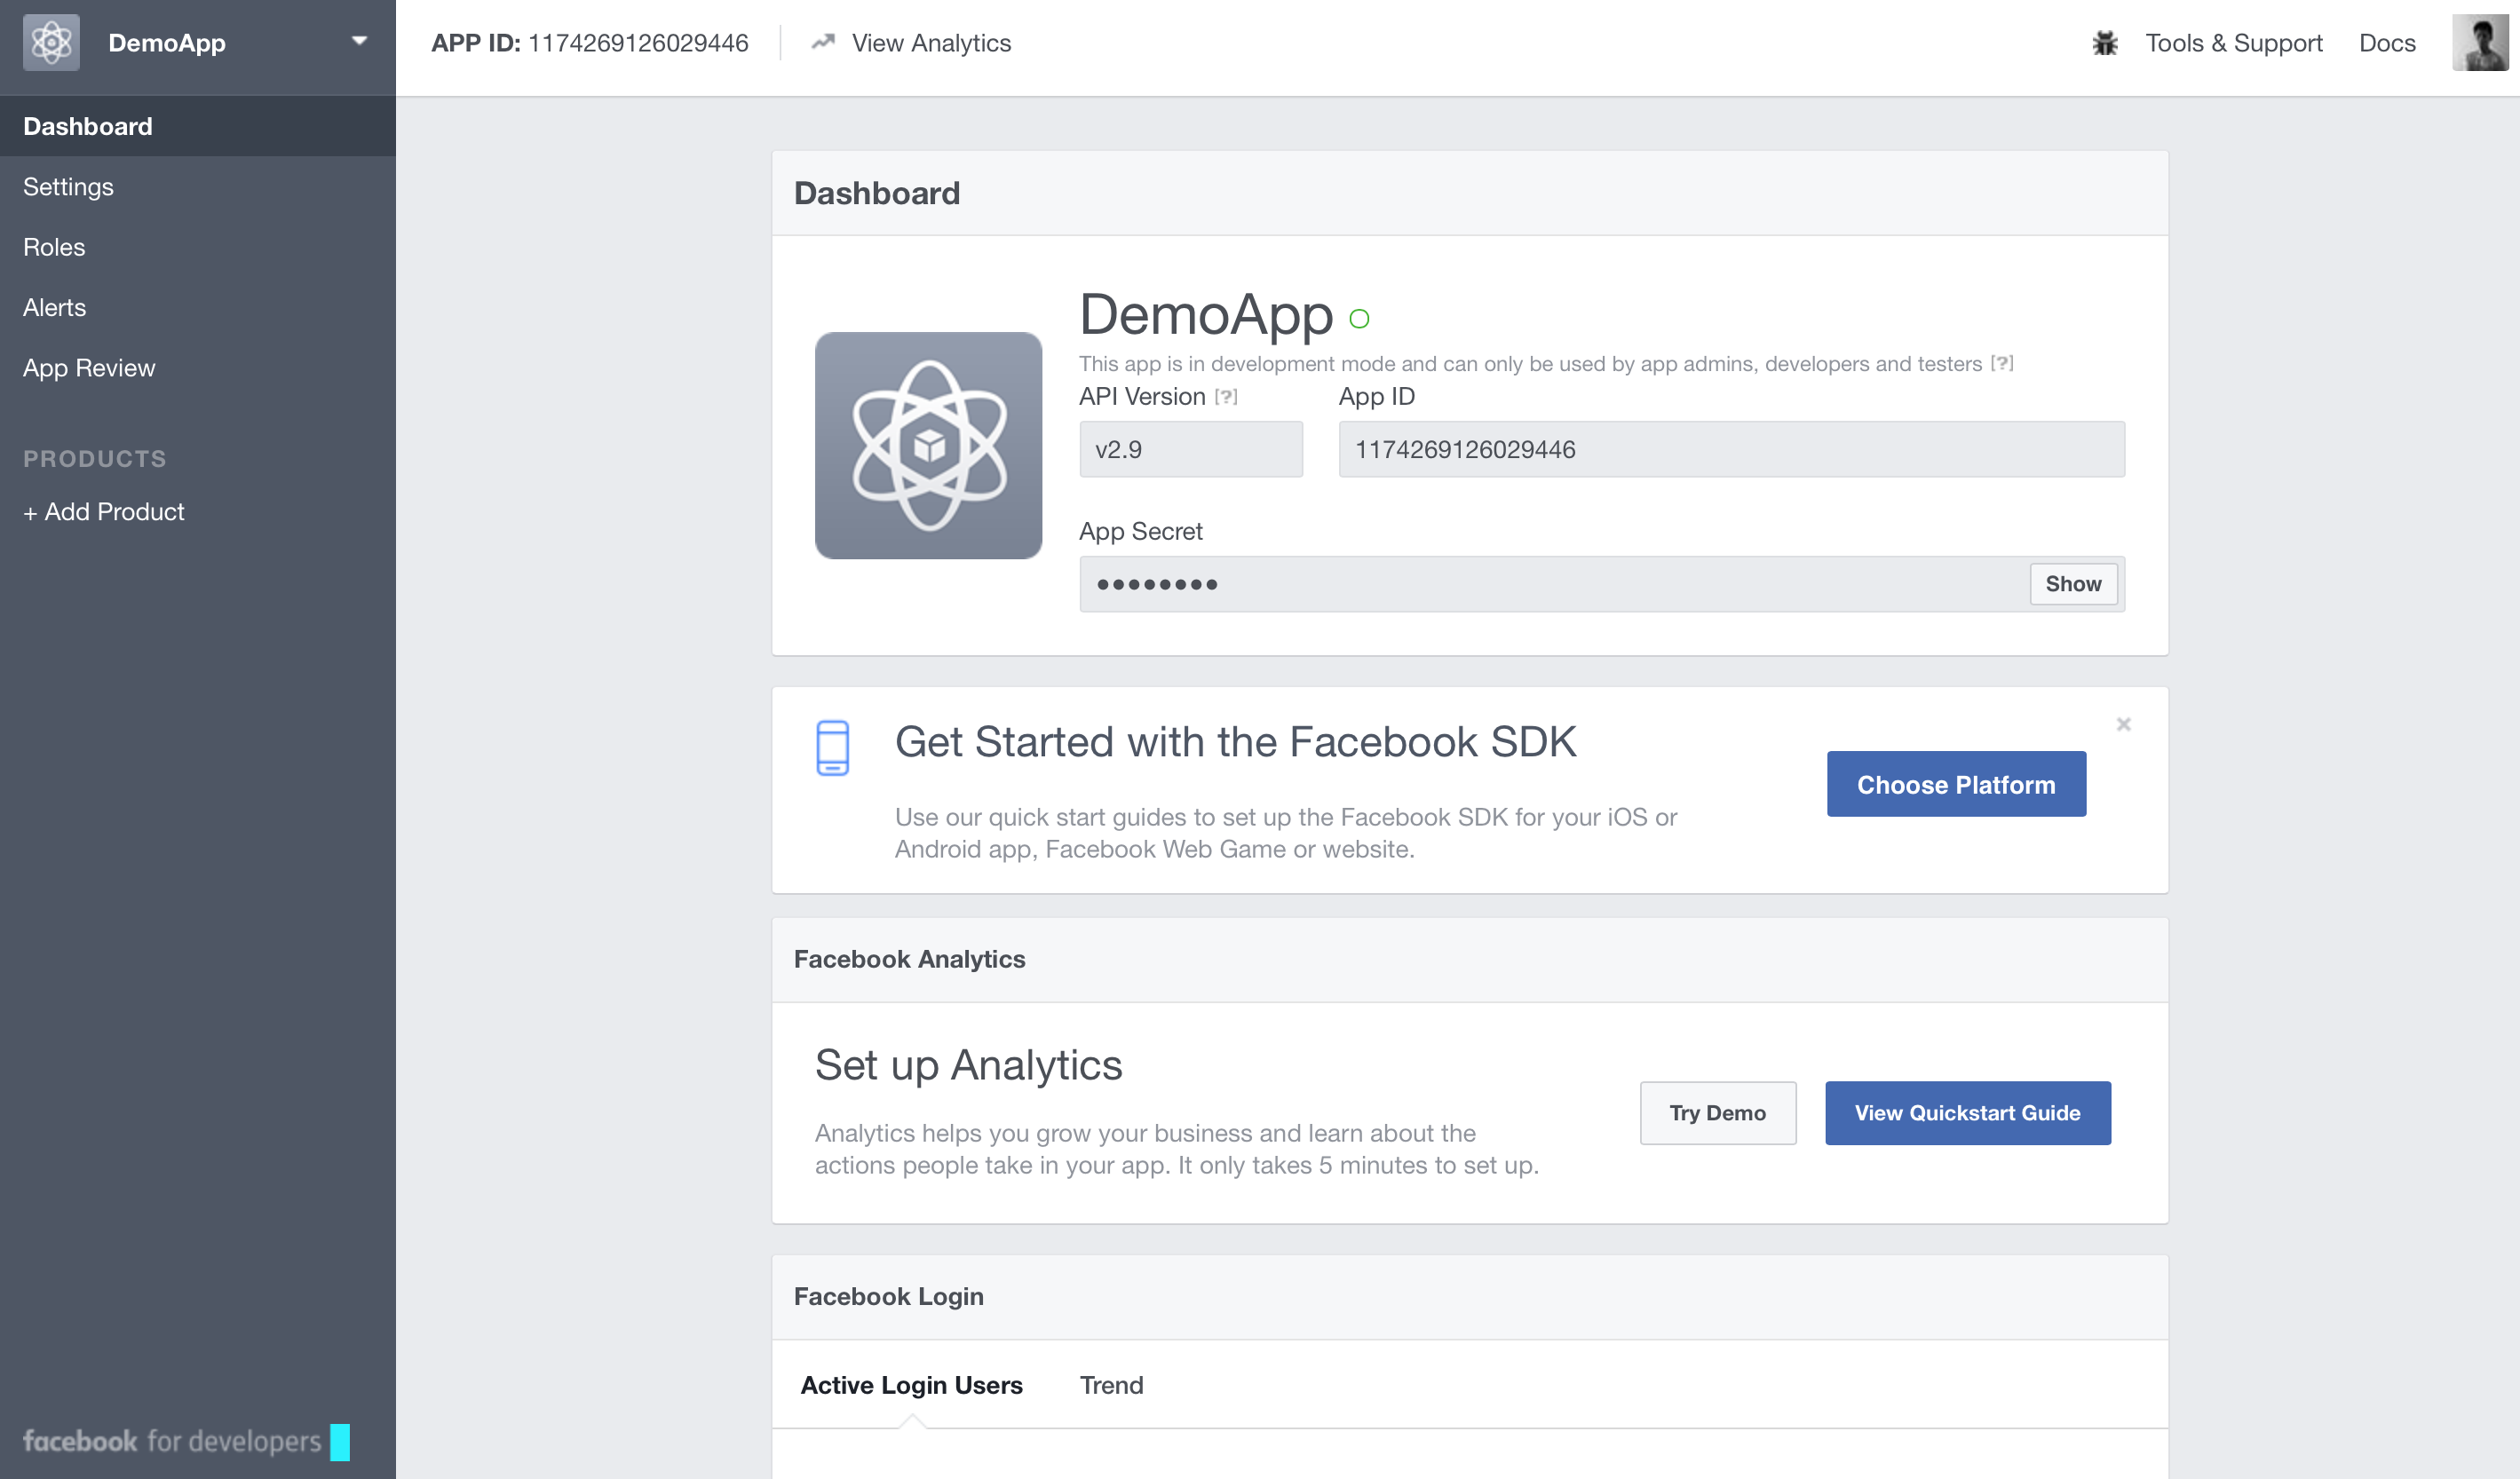 DemoApp
APP ID: 1174269126029446
View Analytics
Tools & Support
Docs
Dashboard
Settings
Roles
Alerts
App Review
PRODUCTS
+ Add Product
facebook for developers
Dashboard
DemoApp
This app is in development mode and can only be used by app admins, developers and testers [?]
API Version [?]
App ID
v2.9
1174269126029446
App Secret
••••••••
Show
Get Started with the Facebook SDK
Use our quick start guides to set up the Facebook SDK for your iOS or
Android app, Facebook Web Game or website.
Choose Platform
Facebook Analytics
Set up Analytics
Analytics helps you grow your business and learn about the
actions people take in your app. It only takes 5 minutes to set up.
Try Demo
View Quickstart Guide
Facebook Login
Active Login Users
Trend